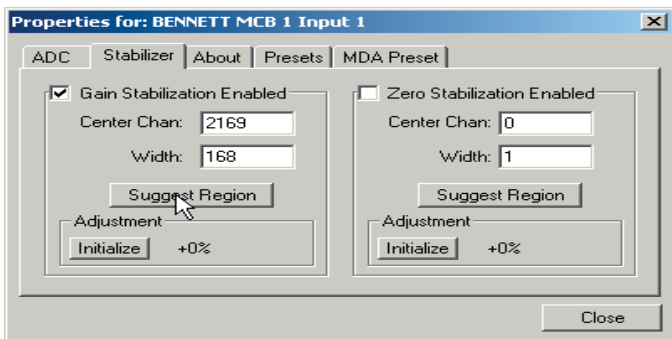 Properties for: BENNETT MCB 1 Input 1
ADC Stabilizer About Presets MDA Preset
Gain Stabilization Enabled
Center Chan: 2169
Width: 168
Suggest Region
Adjustment
Initialize +0%
Zero Stabilization Enabled
Center Chan: 0
Width: 1
Suggest Region
Adjustment
Initialize +0%
Close